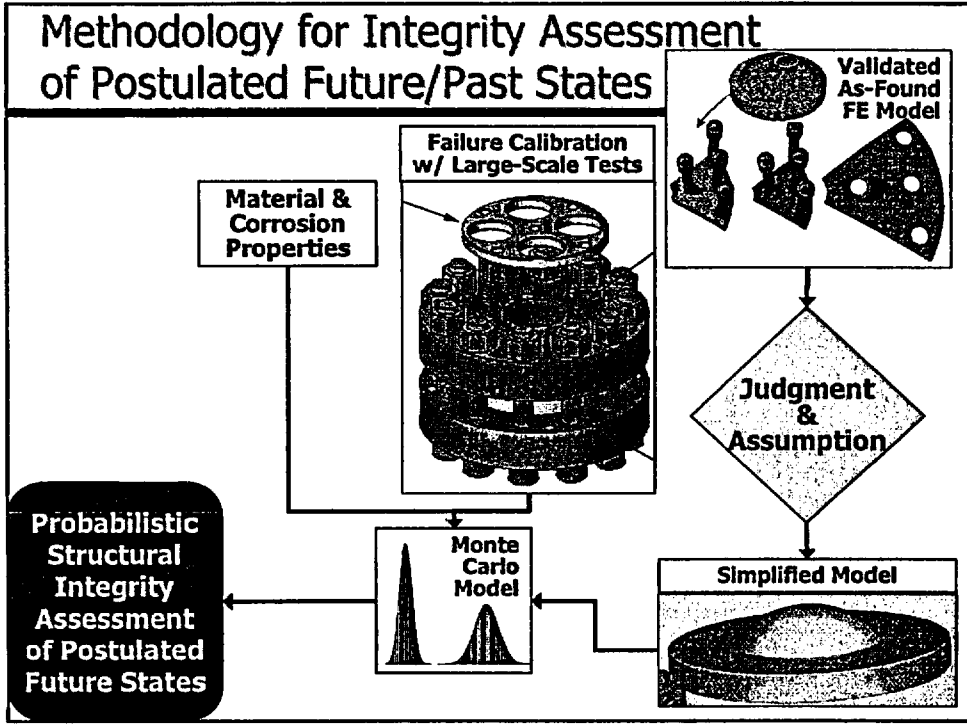 Methodology for Integrity Assessment
of Postulated Future/Past States
Validated
As-Found
FE Model
Failure Calibration
w/ Large-Scale Tests
Material &
Corrosion
Properties
Judgment
&
Assumption
Probabilistic
Structural
Integrity
Assessment
of Postulated
Future States
Monte
Carlo
Model
Simplified Model